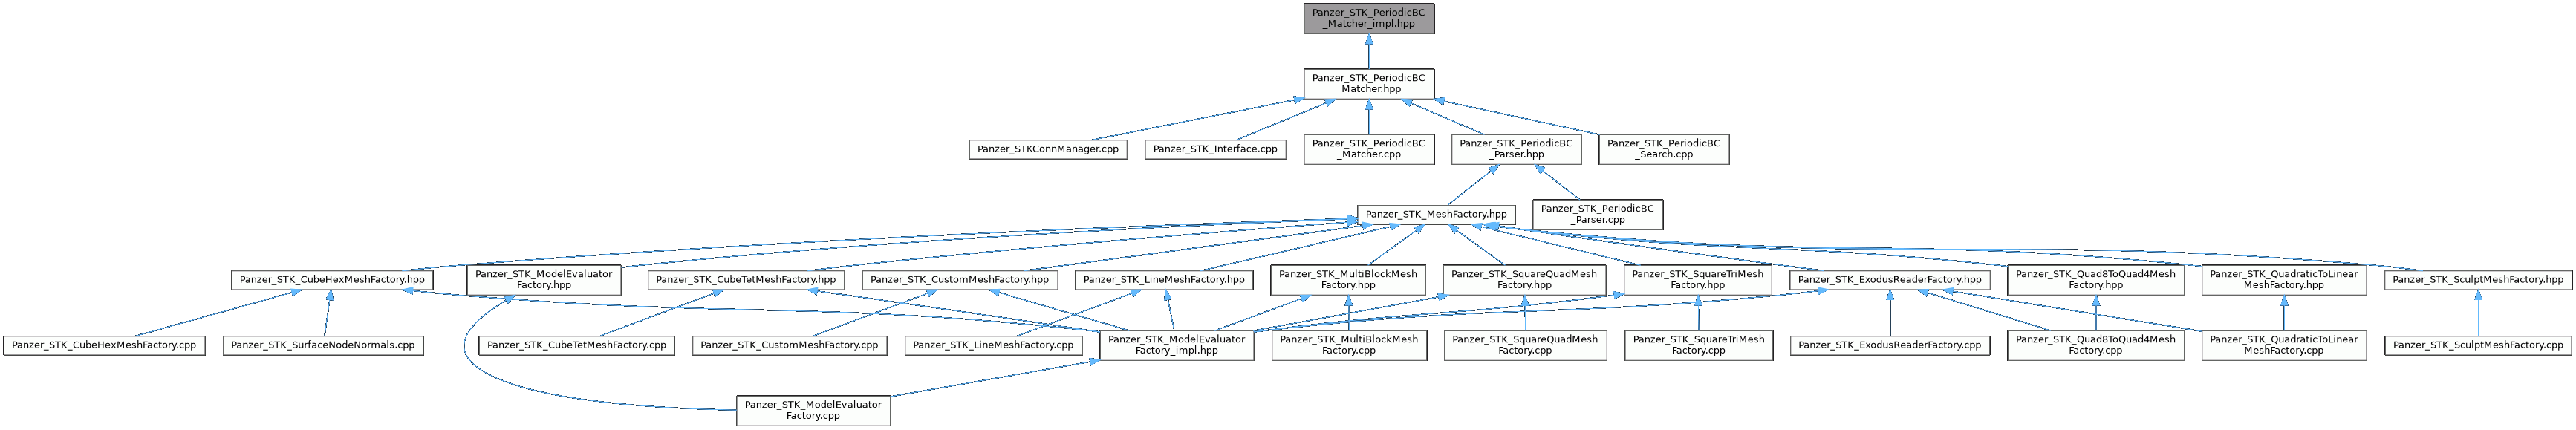 Panzer_STK_PeriodicBC
_Matcher_impl.hpp
Panzer_STK_PeriodicBC
_Matcher.hpp
Panzer_STKConnManager.cpp
Panzer_STK_Interface.cpp
Panzer_STK_PeriodicBC
_Matcher.cpp
Panzer_STK_PeriodicBC
_Parser.hpp
Panzer_STK_PeriodicBC
_Search.cpp
Panzer_STK_MeshFactory.hpp
Panzer_STK_PeriodicBC
_Parser.cpp
Panzer_STK_CubeHexMeshFactory.hpp
Panzer_STK_ModelEvaluator
Factory.hpp
Panzer_STK_CubeTetMeshFactory.hpp
Panzer_STK_CustomMeshFactory.hpp
Panzer_STK_LineMeshFactory.hpp
Panzer_STK_MultiBlockMesh
Factory.hpp
Panzer_STK_SquareQuadMesh
Factory.hpp
Panzer_STK_SquareTriMesh
Factory.hpp
Panzer_STK_ExodusReaderFactory.hpp
Panzer_STK_Quad8ToQuad4Mesh
Factory.hpp
Panzer_STK_QuadraticToLinear
MeshFactory.hpp
Panzer_STK_SculptMeshFactory.hpp
Panzer_STK_CubeHexMeshFactory.cpp
Panzer_STK_SurfaceNodeNormals.cpp
Panzer_STK_CubeTetMeshFactory.cpp
Panzer_STK_CustomMeshFactory.cpp
Panzer_STK_LineMeshFactory.cpp
Panzer_STK_ModelEvaluator
Factory_impl.hpp
Panzer_STK_MultiBlockMesh
Factory.cpp
Panzer_STK_SquareQuadMesh
Factory.cpp
Panzer_STK_SquareTriMesh
Factory.cpp
Panzer_STK_ExodusReaderFactory.cpp
Panzer_STK_Quad8ToQuad4Mesh
Factory.cpp
Panzer_STK_QuadraticToLinear
MeshFactory.cpp
Panzer_STK_SculptMeshFactory.cpp
Panzer_STK_ModelEvaluator
Factory.cpp